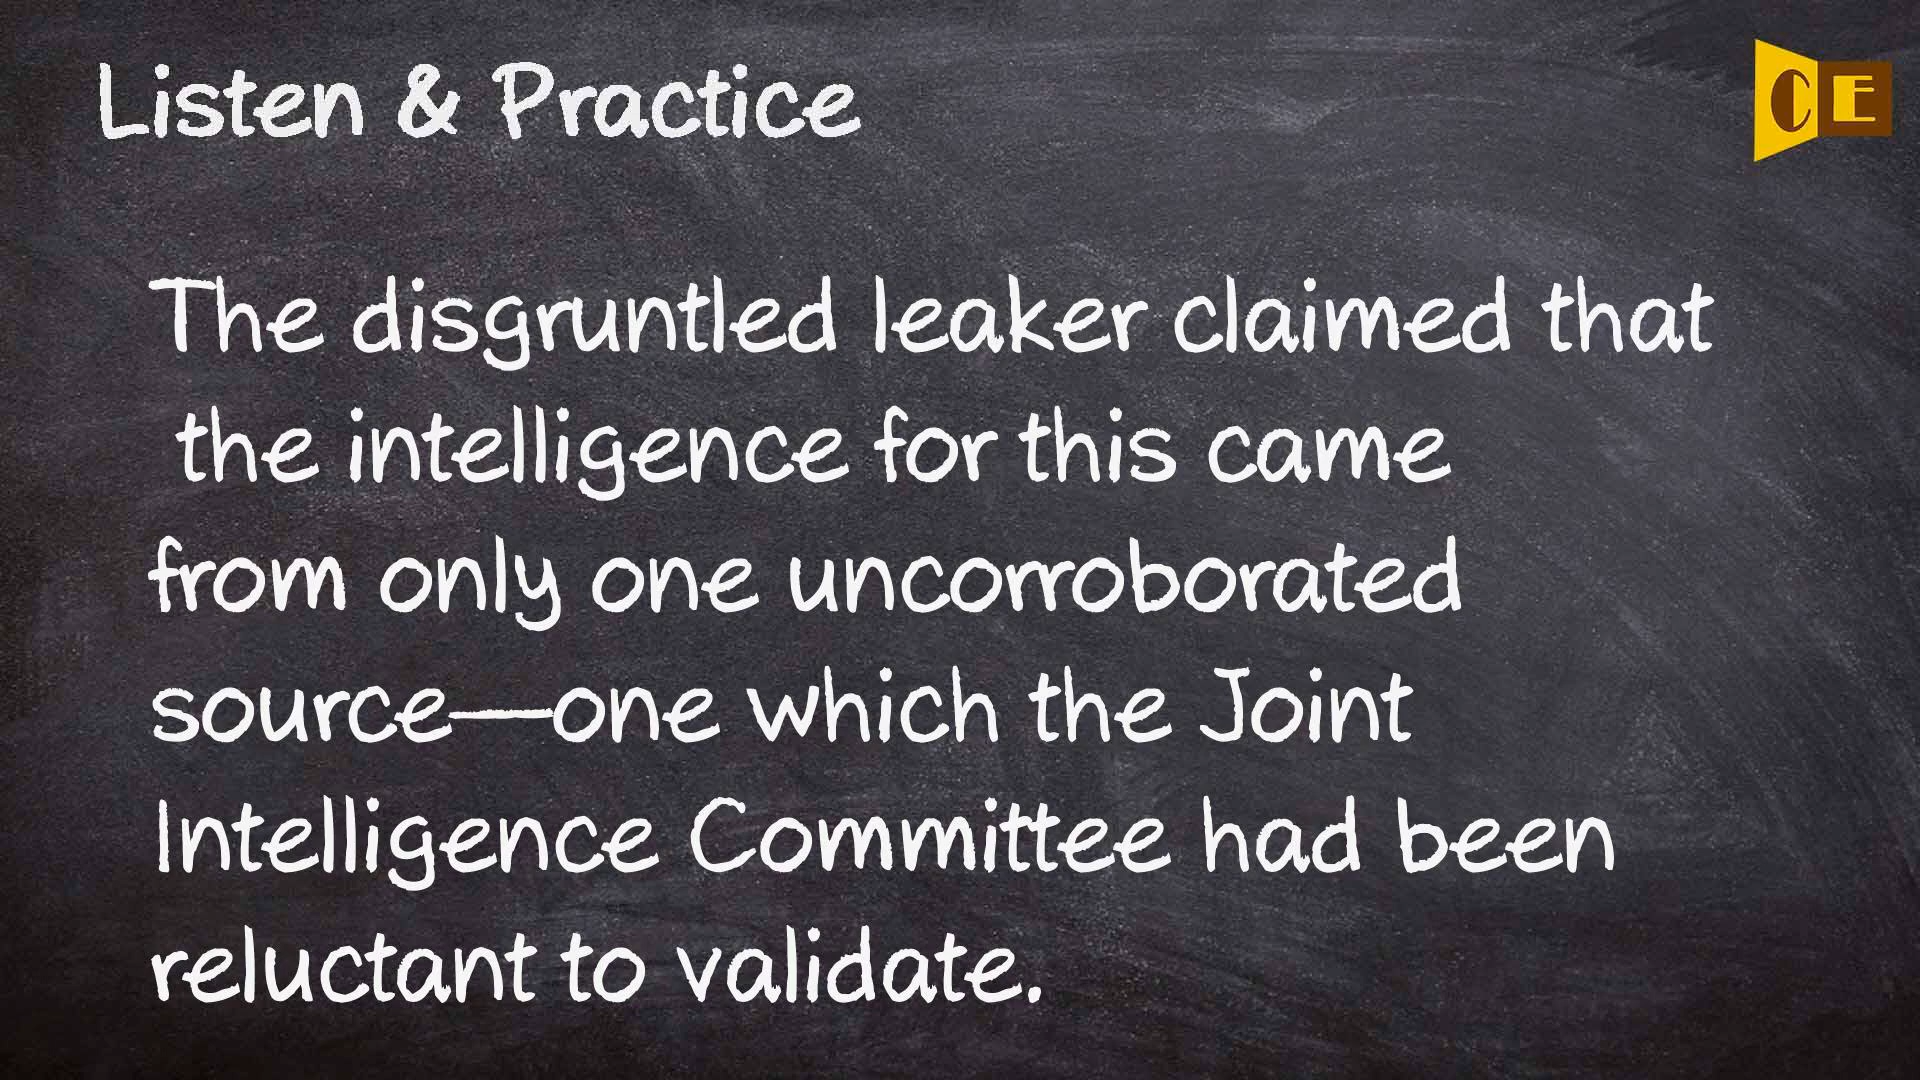 Listen & Practice
CE
The disgruntled leaker claimed that
the intelligence for this came
from only one uncorroborated
source—one which the Joint
Intelligence Committee had been
reluctant to validate.